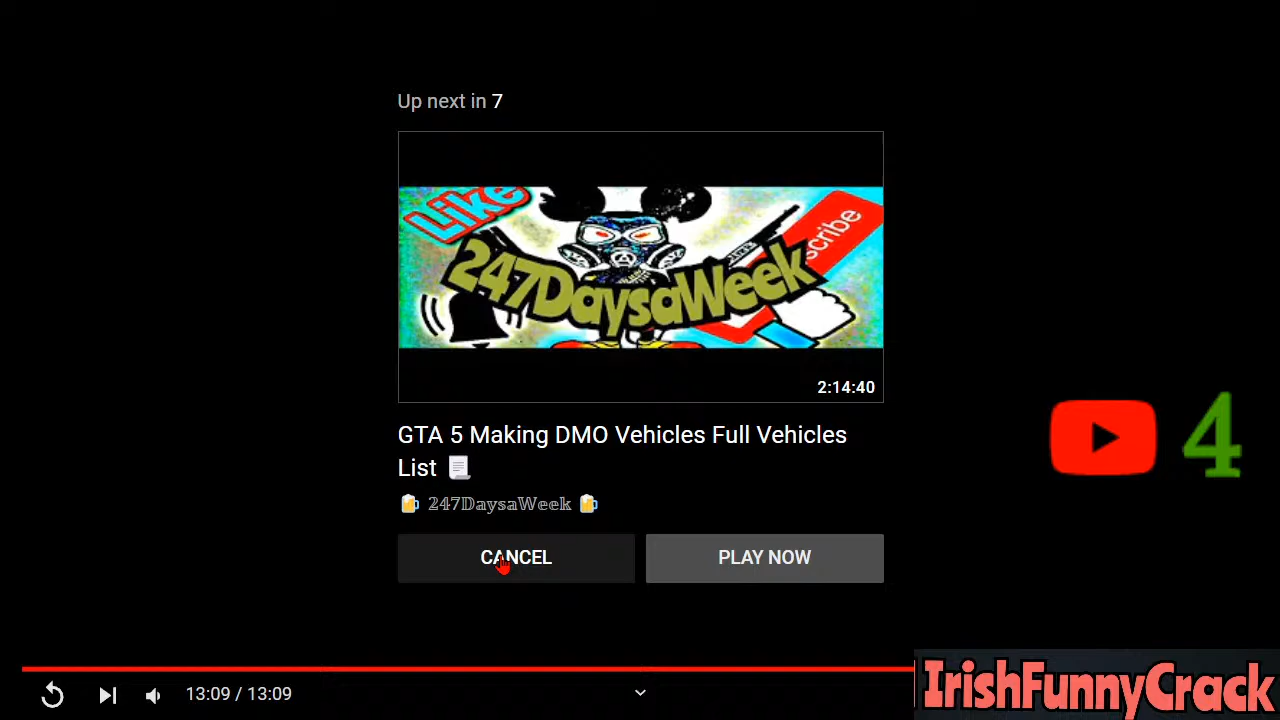 Up next in 7
Like
scribe
247DaysaWeek
2:14:40
GTA 5 Making DMO Vehicles Full Vehicles
List 📃
🍺 𝟚𝟜𝟟𝔻𝕒𝕪𝕤𝕒𝕎𝕖𝕖𝕜 🍺
CANCEL
PLAY NOW
4
13:09 / 13:09
IrishFunnyCrack